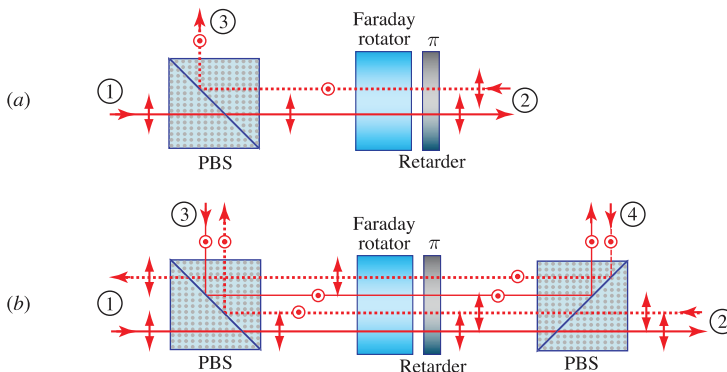 Faraday
rotator
π
③
(a)
①
②
PBS
Retarder
③
④
Faraday
rotator
π
(b)
①
②
PBS
Retarder
PBS